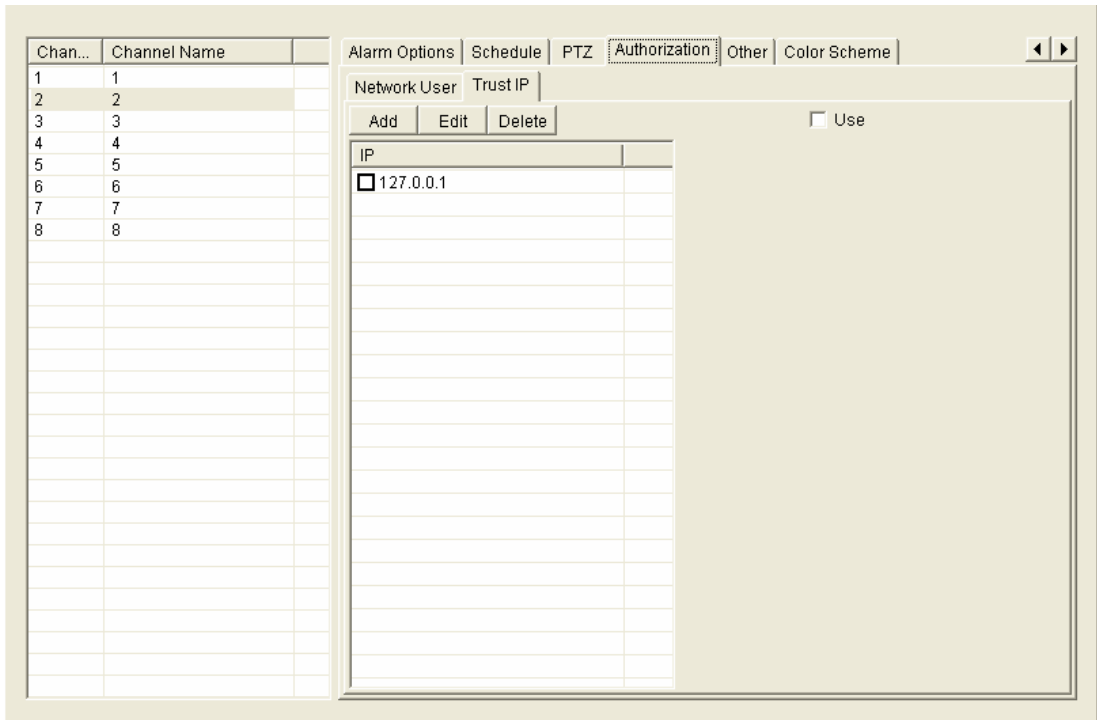 Chan... Channel Name
1 1
2 2
3 3
4 4
5 5
6 6
7 7
8 8
Alarm Options Schedule PTZ Authorization Other Color Scheme
Network User Trust IP
Add Edit Delete Use
IP
127.0.0.1